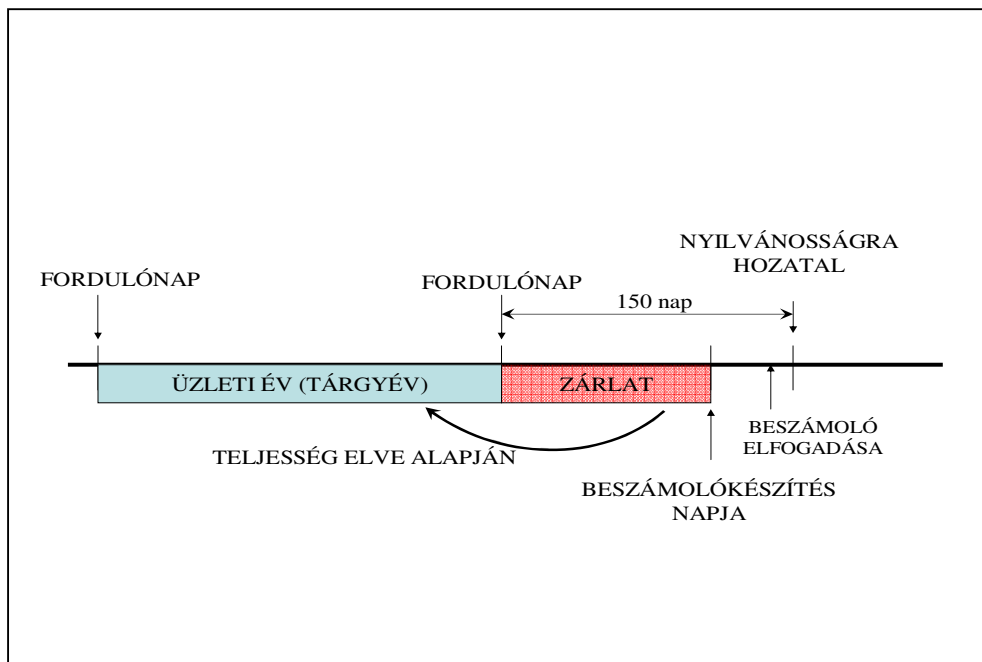 NYILVÁNOSSÁGRA
HOZATAL
FORDULÓNAP
FORDULÓNAP
150 nap
ÜZLETI ÉV (TÁRGYÉV)
ZÁRLAT
BESZÁMOLÓ
ELFOGADÁSA
TELJESSÉG ELVE ALAPJÁN
BESZÁMOLÓKÉSZÍTÉS
NAPJA